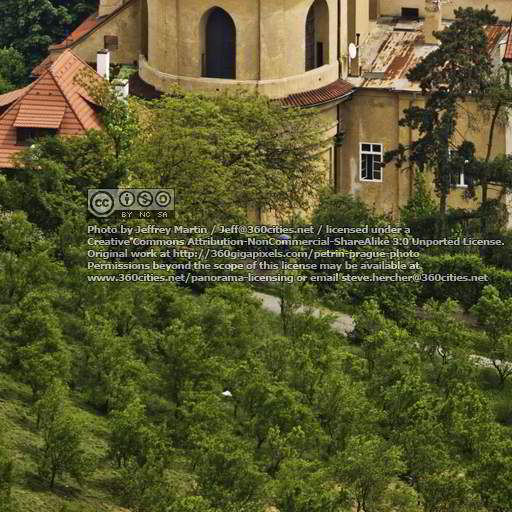 cc BY NC SA
Photo by Jeffrey Martin / Jeff@360cities.net / licensed under a
Creative Commons Attribution-NonCommercial-ShareAlike 3.0 Unported License.
Original work at http://360gigapixels.com/petrin-prague-photo
Permissions beyond the scope of this license may be available at
www.360cities.net/panorama-licensing or email steve.hercher@360cities.net